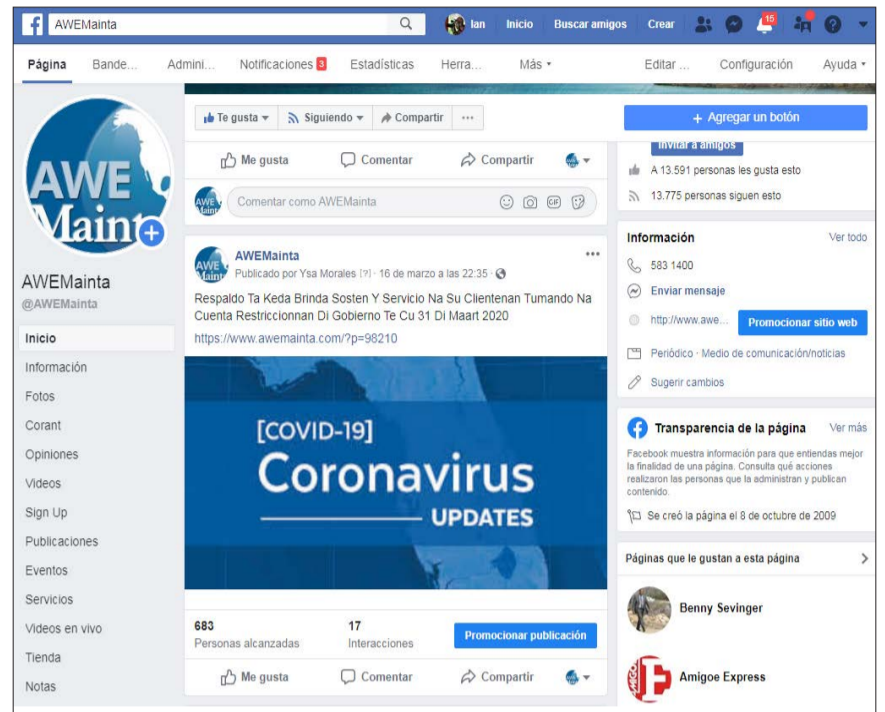 AWEMainta
Ian
Inicio
Buscar amigos
Crear
15
Página
Bande...
Admini...
Notificaciones 3
Estadísticas
Herra...
Más
Editar ...
Configuración
Ayuda
AWE
Mainta
AWEMainta
@AWEMainta
Inicio
Información
Fotos
Corant
Opiniones
Videos
Sign Up
Publicaciones
Eventos
Servicios
Videos en vivo
Tienda
Notas
Te gusta
Siguiendo
Compartir
...
Me gusta
Comentar
Compartir
Comentar como AWEMainta
GIF
AWEMainta
Publicado por Ysa Morales [?] · 16 de marzo a las 22:35 ·
Respaldo Ta Keda Brinda Sosten Y Servicio Na Su Clientenan Tumando Na
Cuenta Restriccionnan Di Gobierno Te Cu 31 Di Maart 2020
https://www.awemainta.com/?p=98210
[COVID-19]
Coronavirus
UPDATES
683
Personas alcanzadas
17
Interacciones
Promocionar publicación
Me gusta
Comentar
Compartir
+ Agregar un botón
Invitar a amigos
A 13.591 personas les gusta esto
13.775 personas siguen esto
Información
Ver todo
583 1400
Enviar mensaje
http://www.awe...
Promocionar sitio web
Periódico · Medio de comunicación/noticias
Sugerir cambios
Transparencia de la página
Ver más
Facebook muestra información para que entiendas mejor
la finalidad de una página. Consulta qué acciones
realizaron las personas que la administran y publican
contenido.
Se creó la página el 8 de octubre de 2009
Páginas que le gustan a esta página
Benny Sevinger
Amigoe Express